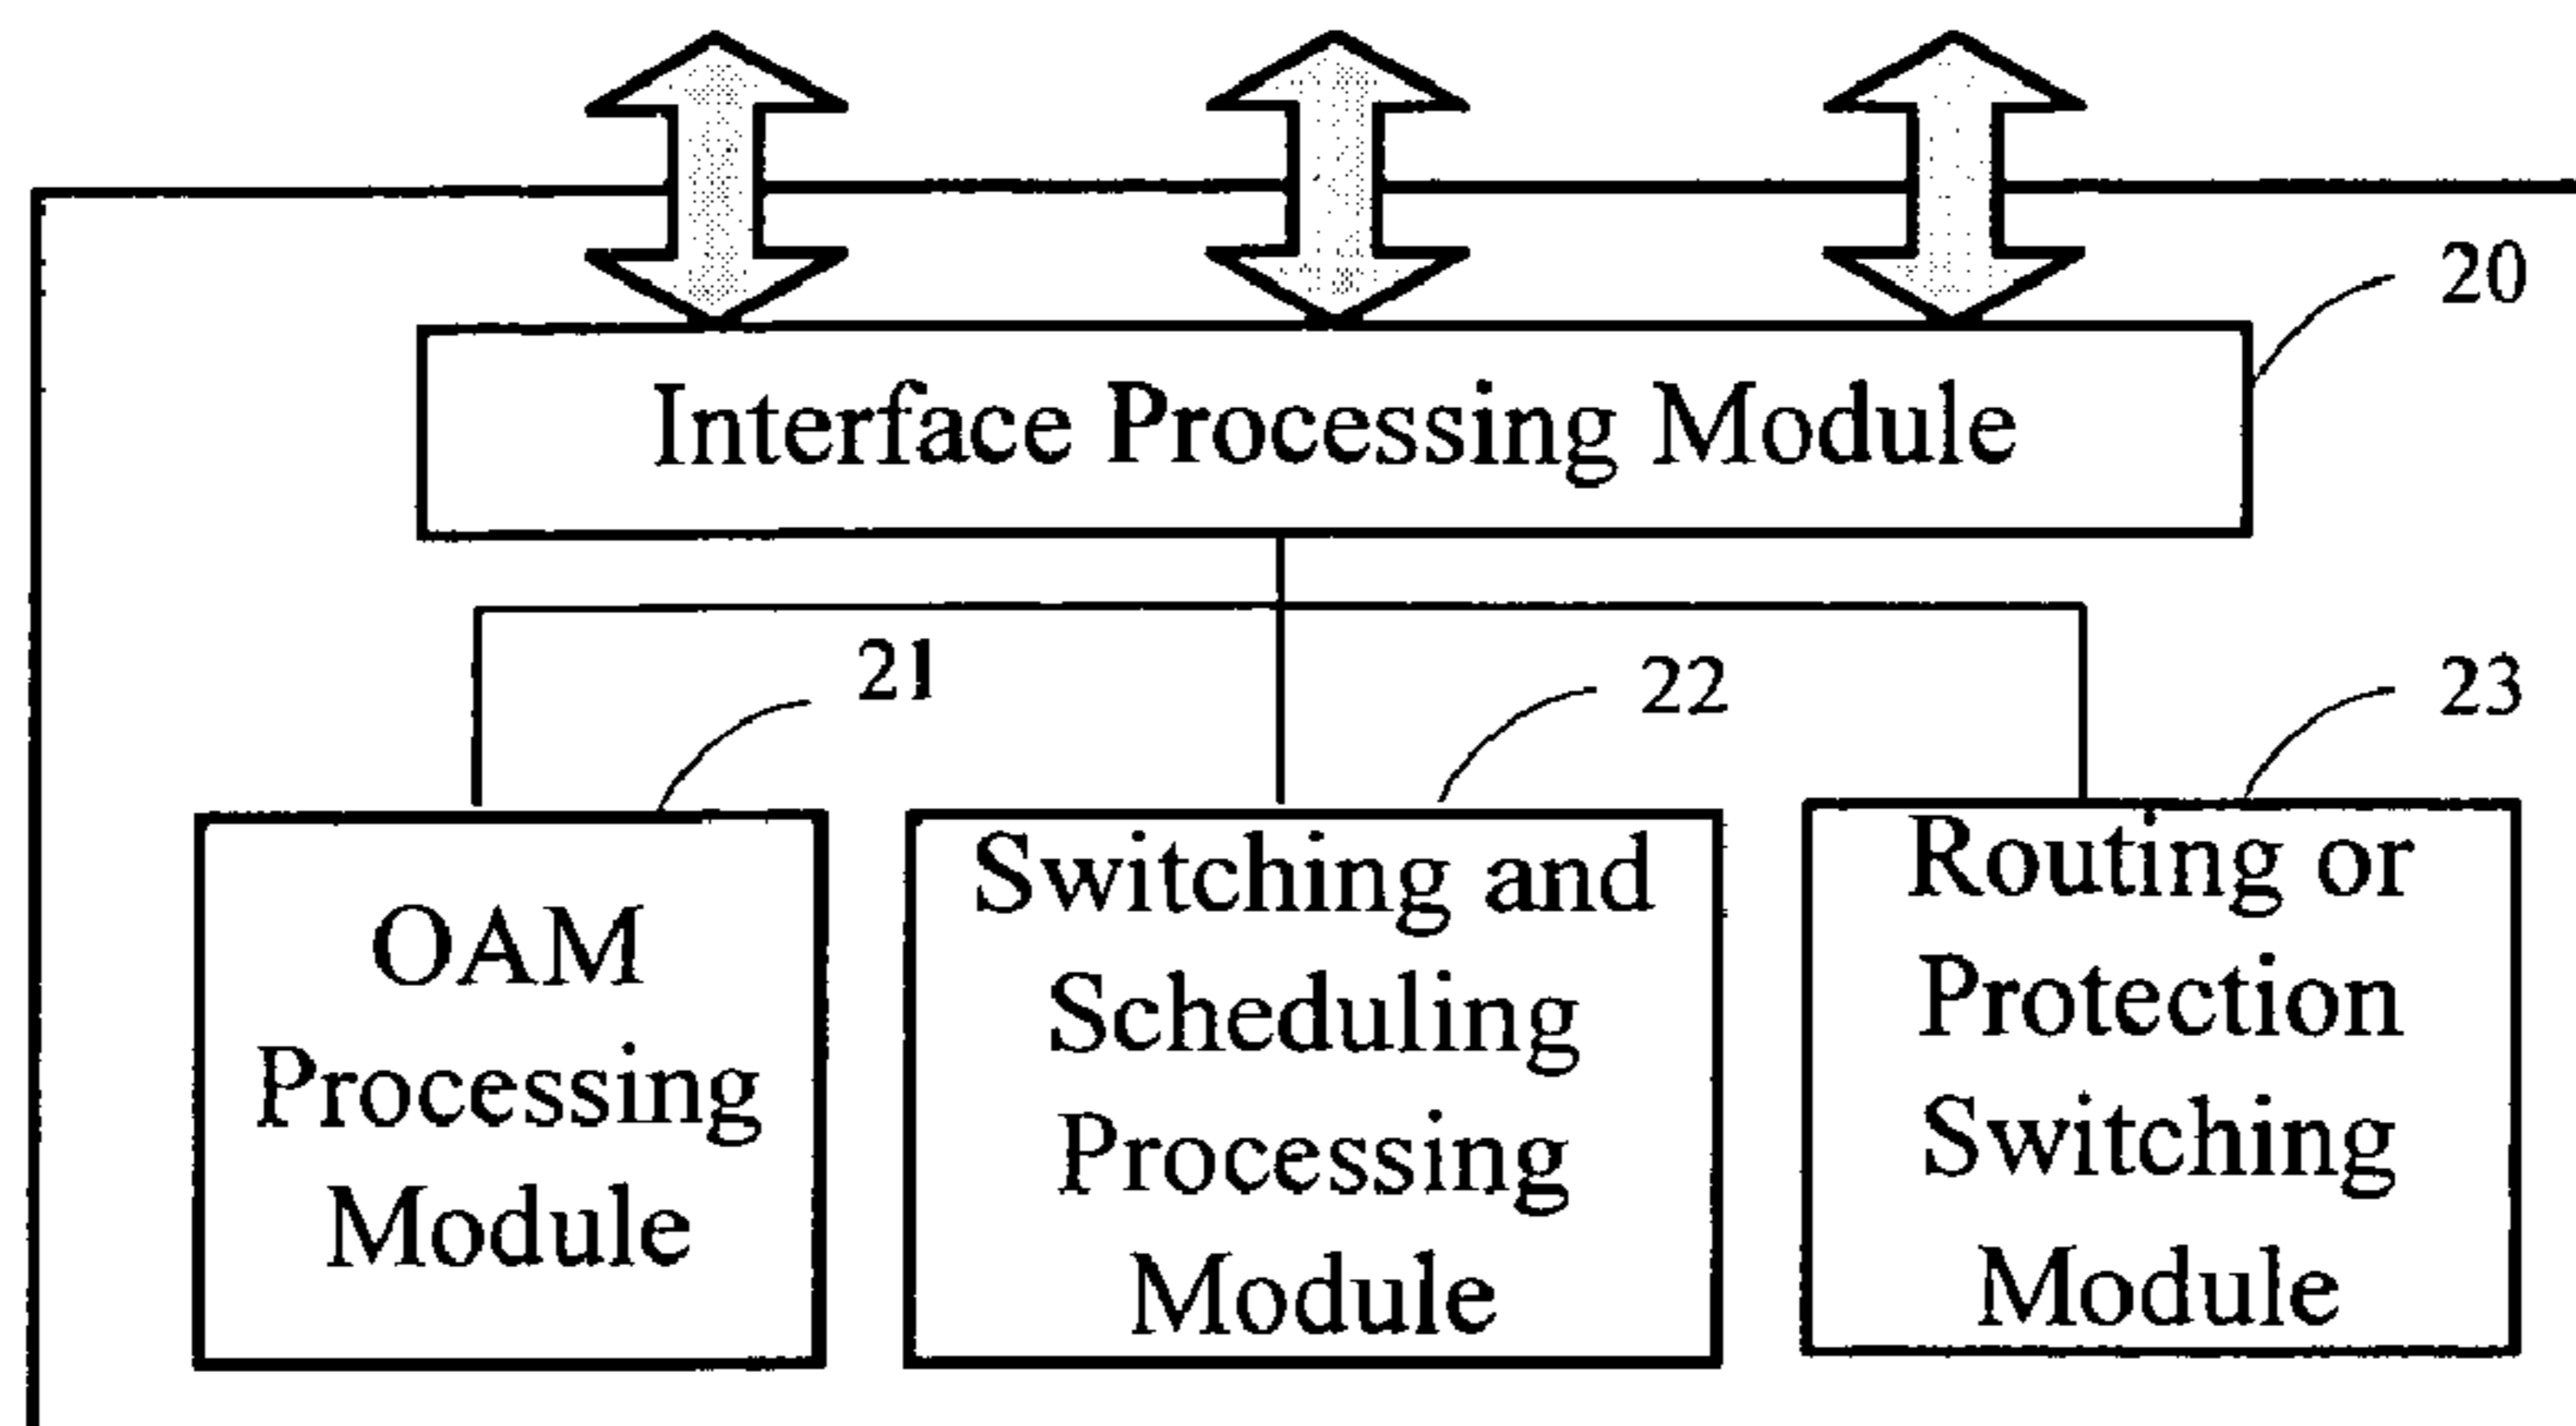 20
Interface Processing Module
21
22
23
OAM
Processing
Module
Switching and
Scheduling
Processing
Module
Routing or
Protection
Switching
Module